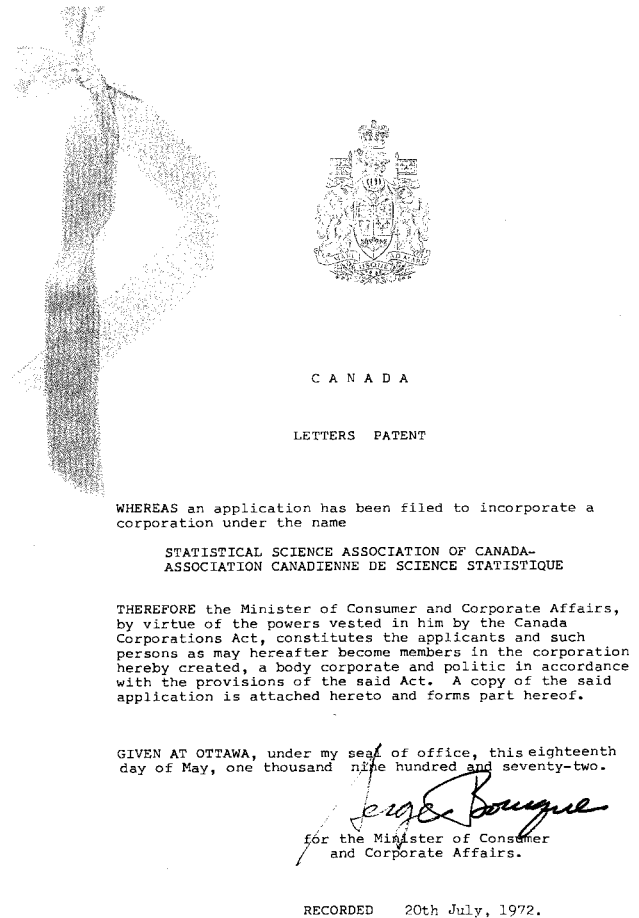 C A N A D A
LETTERS PATENT
WHEREAS an application has been filed to incorporate a
corporation under the name
STATISTICAL SCIENCE ASSOCIATION OF CANADA-
ASSOCIATION CANADIENNE DE SCIENCE STATISTIQUE
THEREFORE the Minister of Consumer and Corporate Affairs,
by virtue of the powers vested in him by the Canada
Corporations Act, constitutes the applicants and such
persons as may hereafter become members in the corporation
hereby created, a body corporate and politic in accordance
with the provisions of the said Act. A copy of the said
application is attached hereto and forms part hereof.
GIVEN AT OTTAWA, under my seal of office, this eighteenth
day of May, one thousand nine hundred and seventy-two.
Serge
for the Minister of Consumer
and Corporate Affairs.
RECORDED 20th July, 1972.